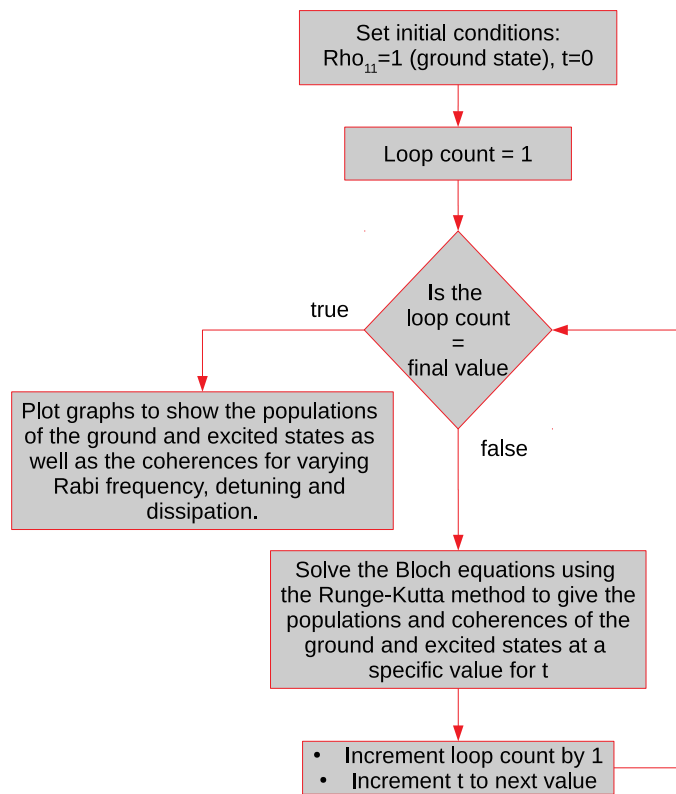 Set initial conditions:
Rho₁₁=1 (ground state), t=0
Loop count = 1
Is the
loop count
=
final value
true
false
Plot graphs to show the populations
of the ground and excited states as
well as the coherences for varying
Rabi frequency, detuning and
dissipation.
Solve the Bloch equations using
the Runge-Kutta method to give the
populations and coherences of the
ground and excited states at a
specific value for t
• Increment loop count by 1
• Increment t to next value